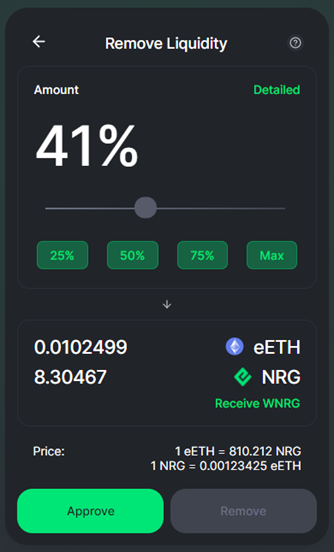 Remove Liquidity
Amount
Detailed
41%
25%
50%
75%
Max
0.0102499
eETH
8.30467
NRG
Receive WNRG
Price:
1 eETH = 810.212 NRG
1 NRG = 0.00123425 eETH
Approve
Remove